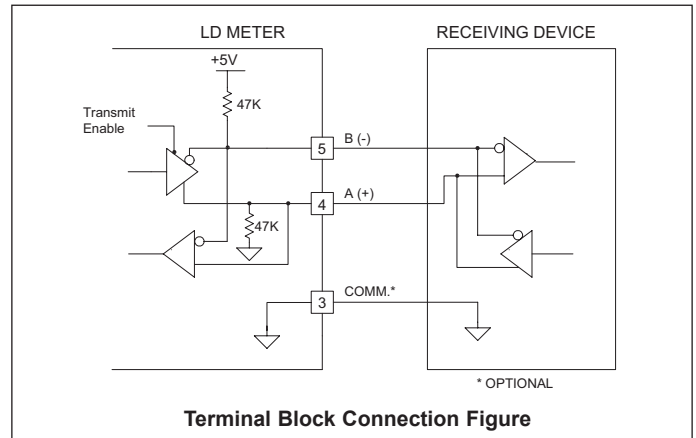 LD METER
RECEIVING DEVICE
+5V
47K
Transmit
Enable
5
B (-)
4
A (+)
47K
3
COMM.*
* OPTIONAL
Terminal Block Connection Figure